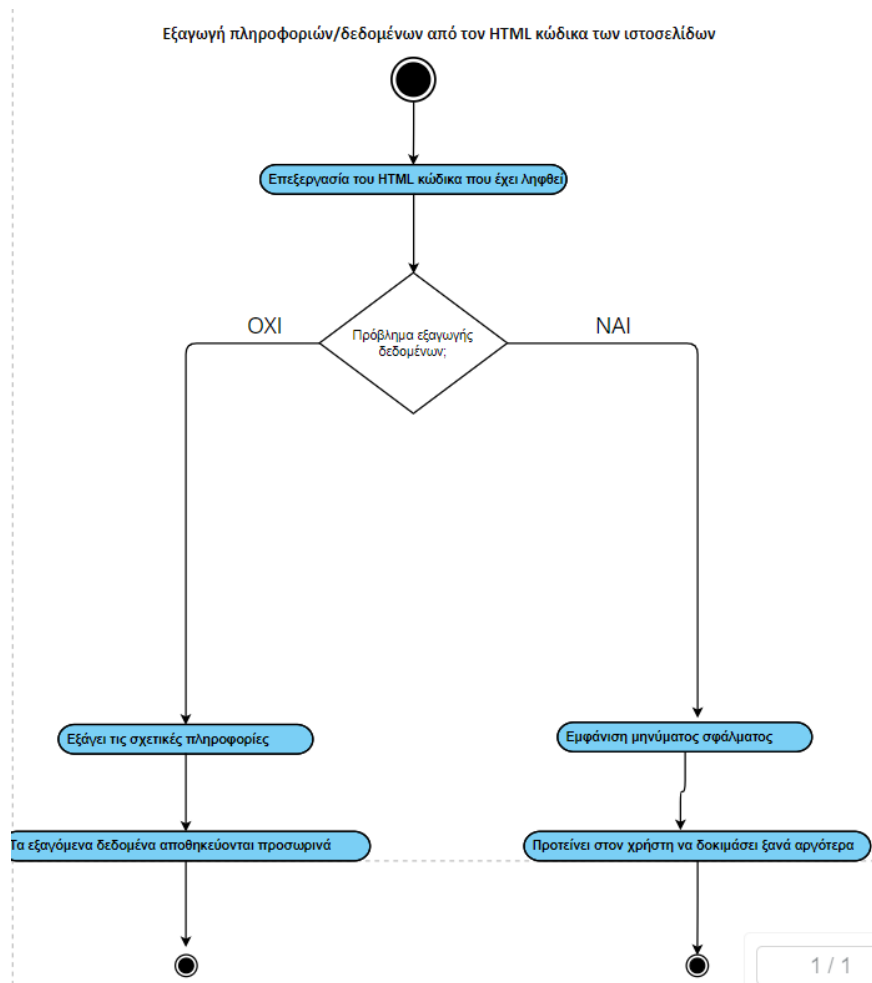 Εξαγωγή πληροφοριών/δεδομένων από τον HTML κώδικα των ιστοσελίδων
Επεξεργασία του HTML κώδικα που έχει ληφθεί
ΟΧΙ
ΝΑΙ
Πρόβλημα εξαγωγής
δεδομένων;
Εξάγει τις σχετικές πληροφορίες
Εμφάνιση μηνύματος σφάλματος
Τα εξαγόμενα δεδομένα αποθηκεύονται προσωρινά
Προτείνει στον χρήστη να δοκιμάσει ξανά αργότερα
1 / 1